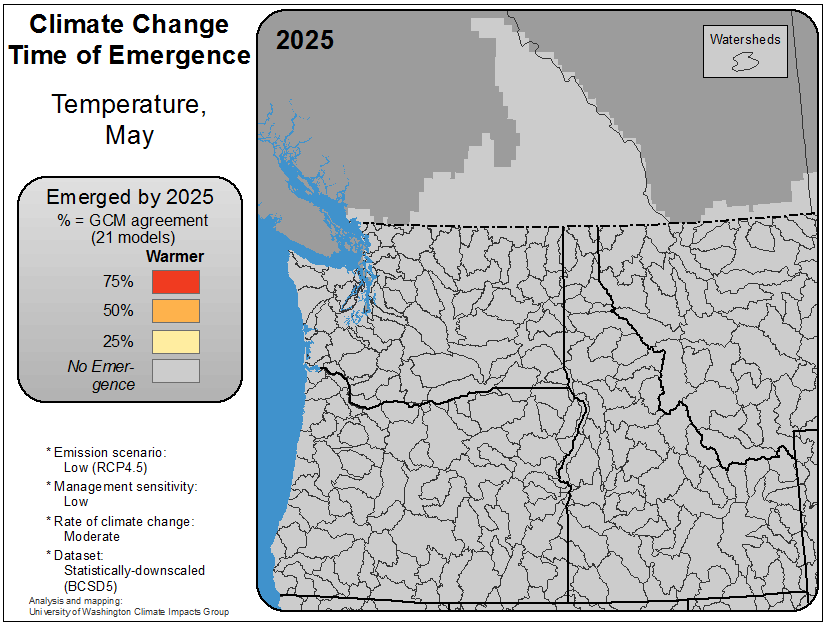 Climate Change
Time of Emergence
Temperature,
May
Emerged by 2025
% = GCM agreement
(21 models)
Warmer
75%
50%
25%
No Emer-
gence
* Emission scenario:
Low (RCP4.5)
* Management sensitivity:
Low
* Rate of climate change:
Moderate
* Dataset:
Statistically-downscaled
(BCSD5)
Analysis and mapping:
University of Washington Climate Impacts Group
2025
Watersheds